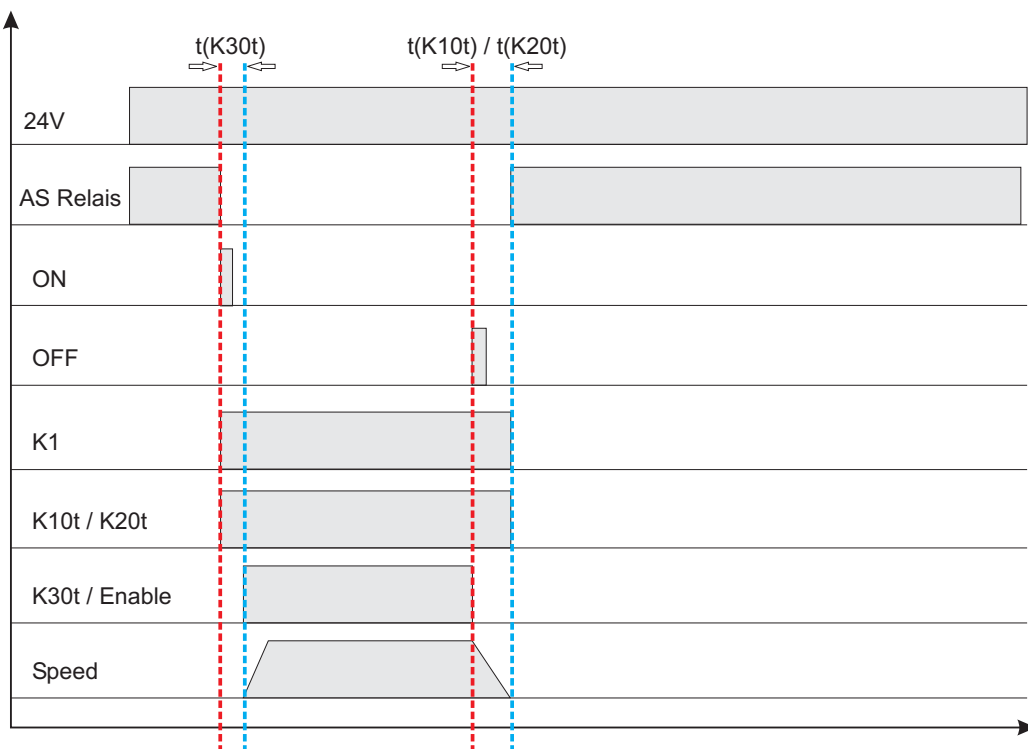 t(K30t)
t(K10t) / t(K20t)
24V
AS Relais
ON
OFF
K1
K10t / K20t
K30t / Enable
Speed